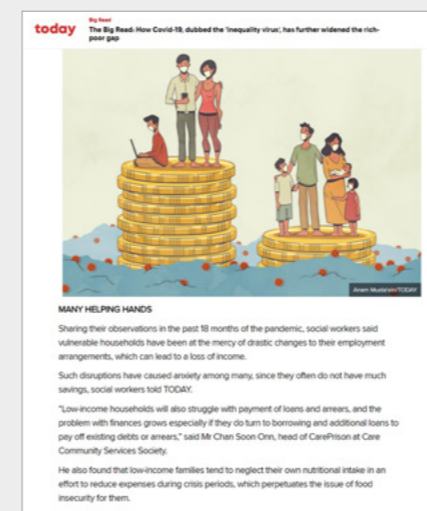 today
Big Read
The Big Read: How Covid-19, dubbed the 'inequality virus', has further widened the rich-
poor gap
Anam Musta'ein/TODAY
MANY HELPING HANDS
Sharing their observations in the past 18 months of the pandemic, social workers said
vulnerable households have been at the mercy of drastic changes to their employment
arrangements, which can lead to a loss of income.
Such disruptions have caused anxiety among many, since they often do not have much
savings, social workers told TODAY.
"Low-income households will also struggle with payment of loans and arrears, and the
problem with finances grows especially if they do turn to borrowing and additional loans to
pay off existing debts or arrears," said Mr Chan Soon Onn, head of CarePrison at Care
Community Services Society.
He also found that low-income families tend to neglect their own nutritional intake in an
effort to reduce expenses during crisis periods, which perpetuates the issue of food
insecurity for them.